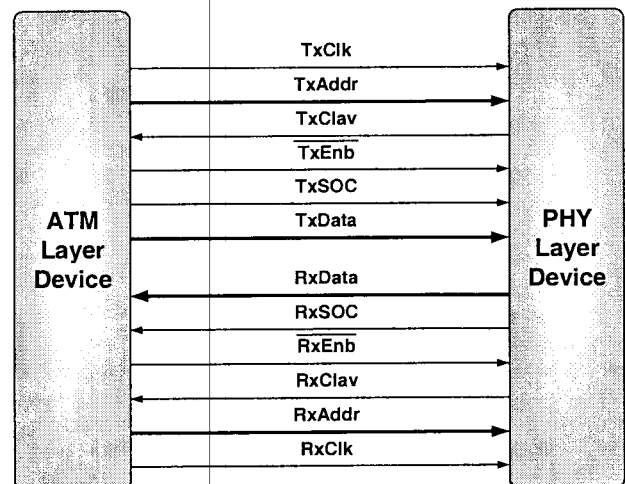 TxClk
TxAddr
TxClav
TxEnb
TxSOC
TxData
ATM
Layer
Device
PHY
Layer
Device
RxData
RxSOC
RxEnb
RxClav
RxAddr
RxClk